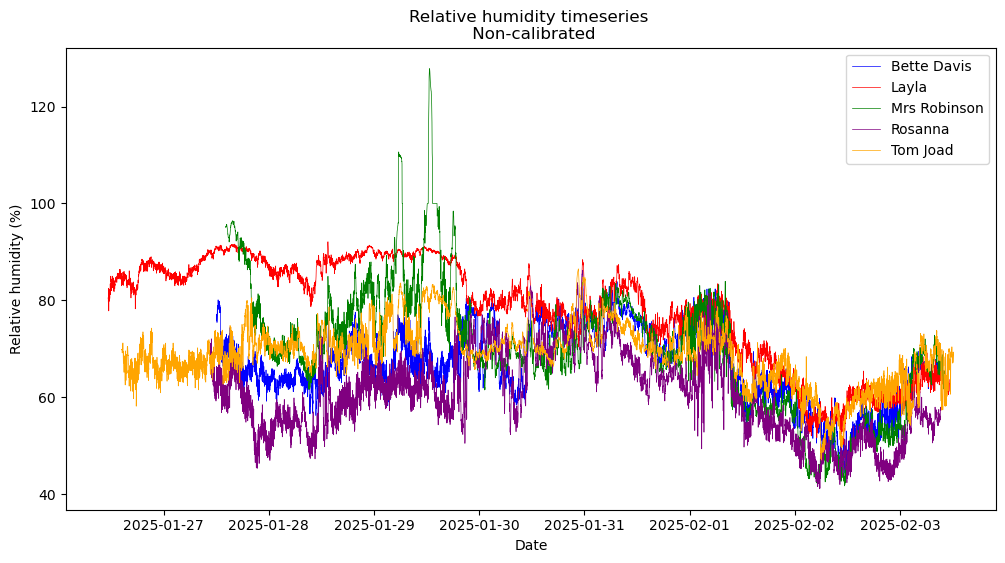 Relative humidity timeseries
Non-calibrated
Relative humidity (%)
120
100
80
60
40
Bette Davis
Layla
Mrs Robinson
Rosanna
Tom Joad
2025-01-27
2025-01-28
2025-01-29
2025-01-30
2025-01-31
2025-02-01
2025-02-02
2025-02-03
Date